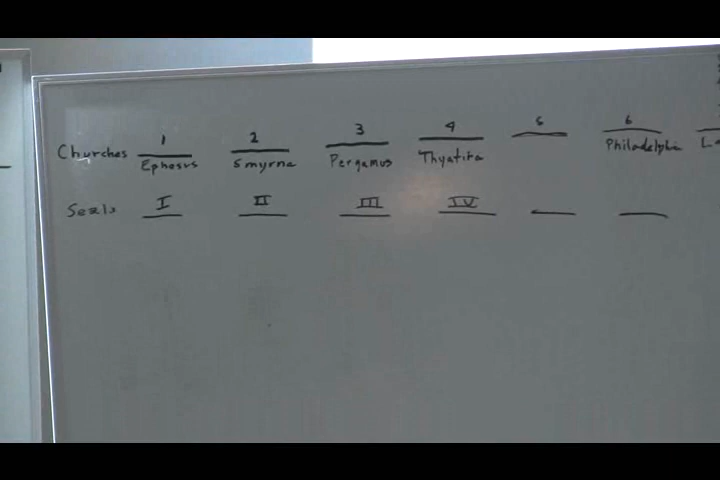 1 2 3 4 5 6
Churches Ephesus Smyrna Pergamus Thyatira Philadelphia
Seals I II III IV